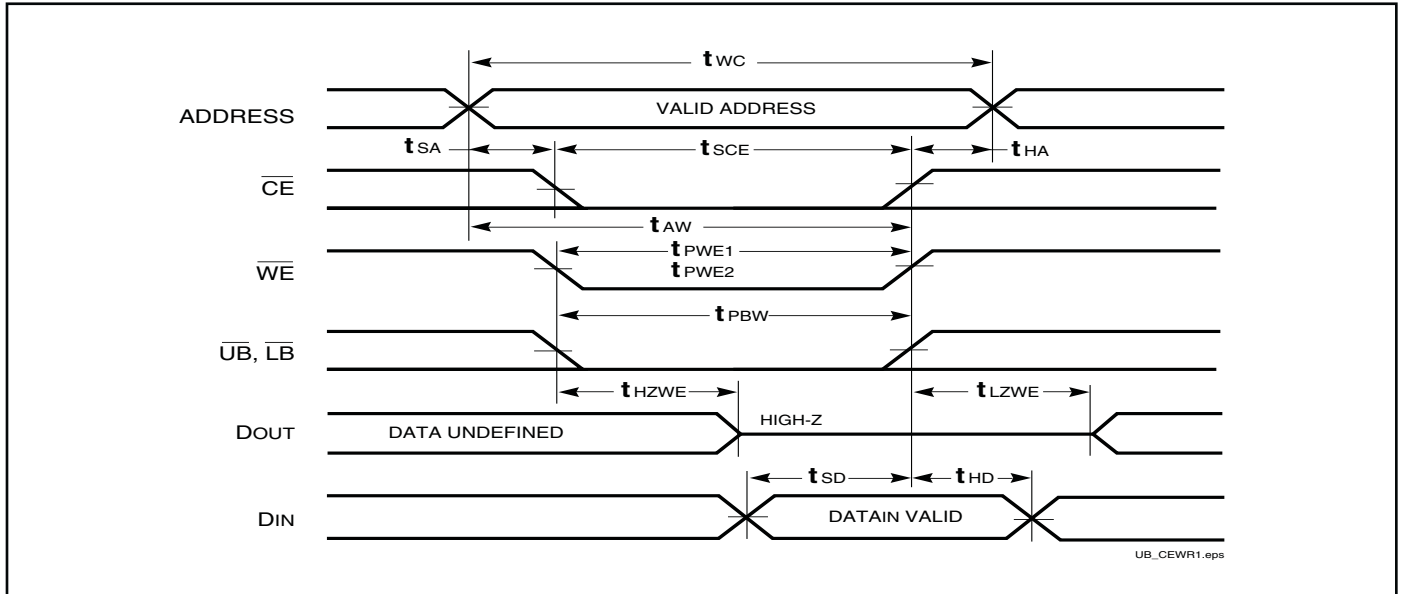 tWC
ADDRESS
VALID ADDRESS
tSA
tSCE
tHA
CE
tAW
tPWE1
WE
tPWE2
tPBW
UB, LB
tHZWE
tLZWE
DOUT
DATA UNDEFINED
HIGH-Z
tSD
tHD
DIN
DATAIN VALID
UB_CEWR1.eps